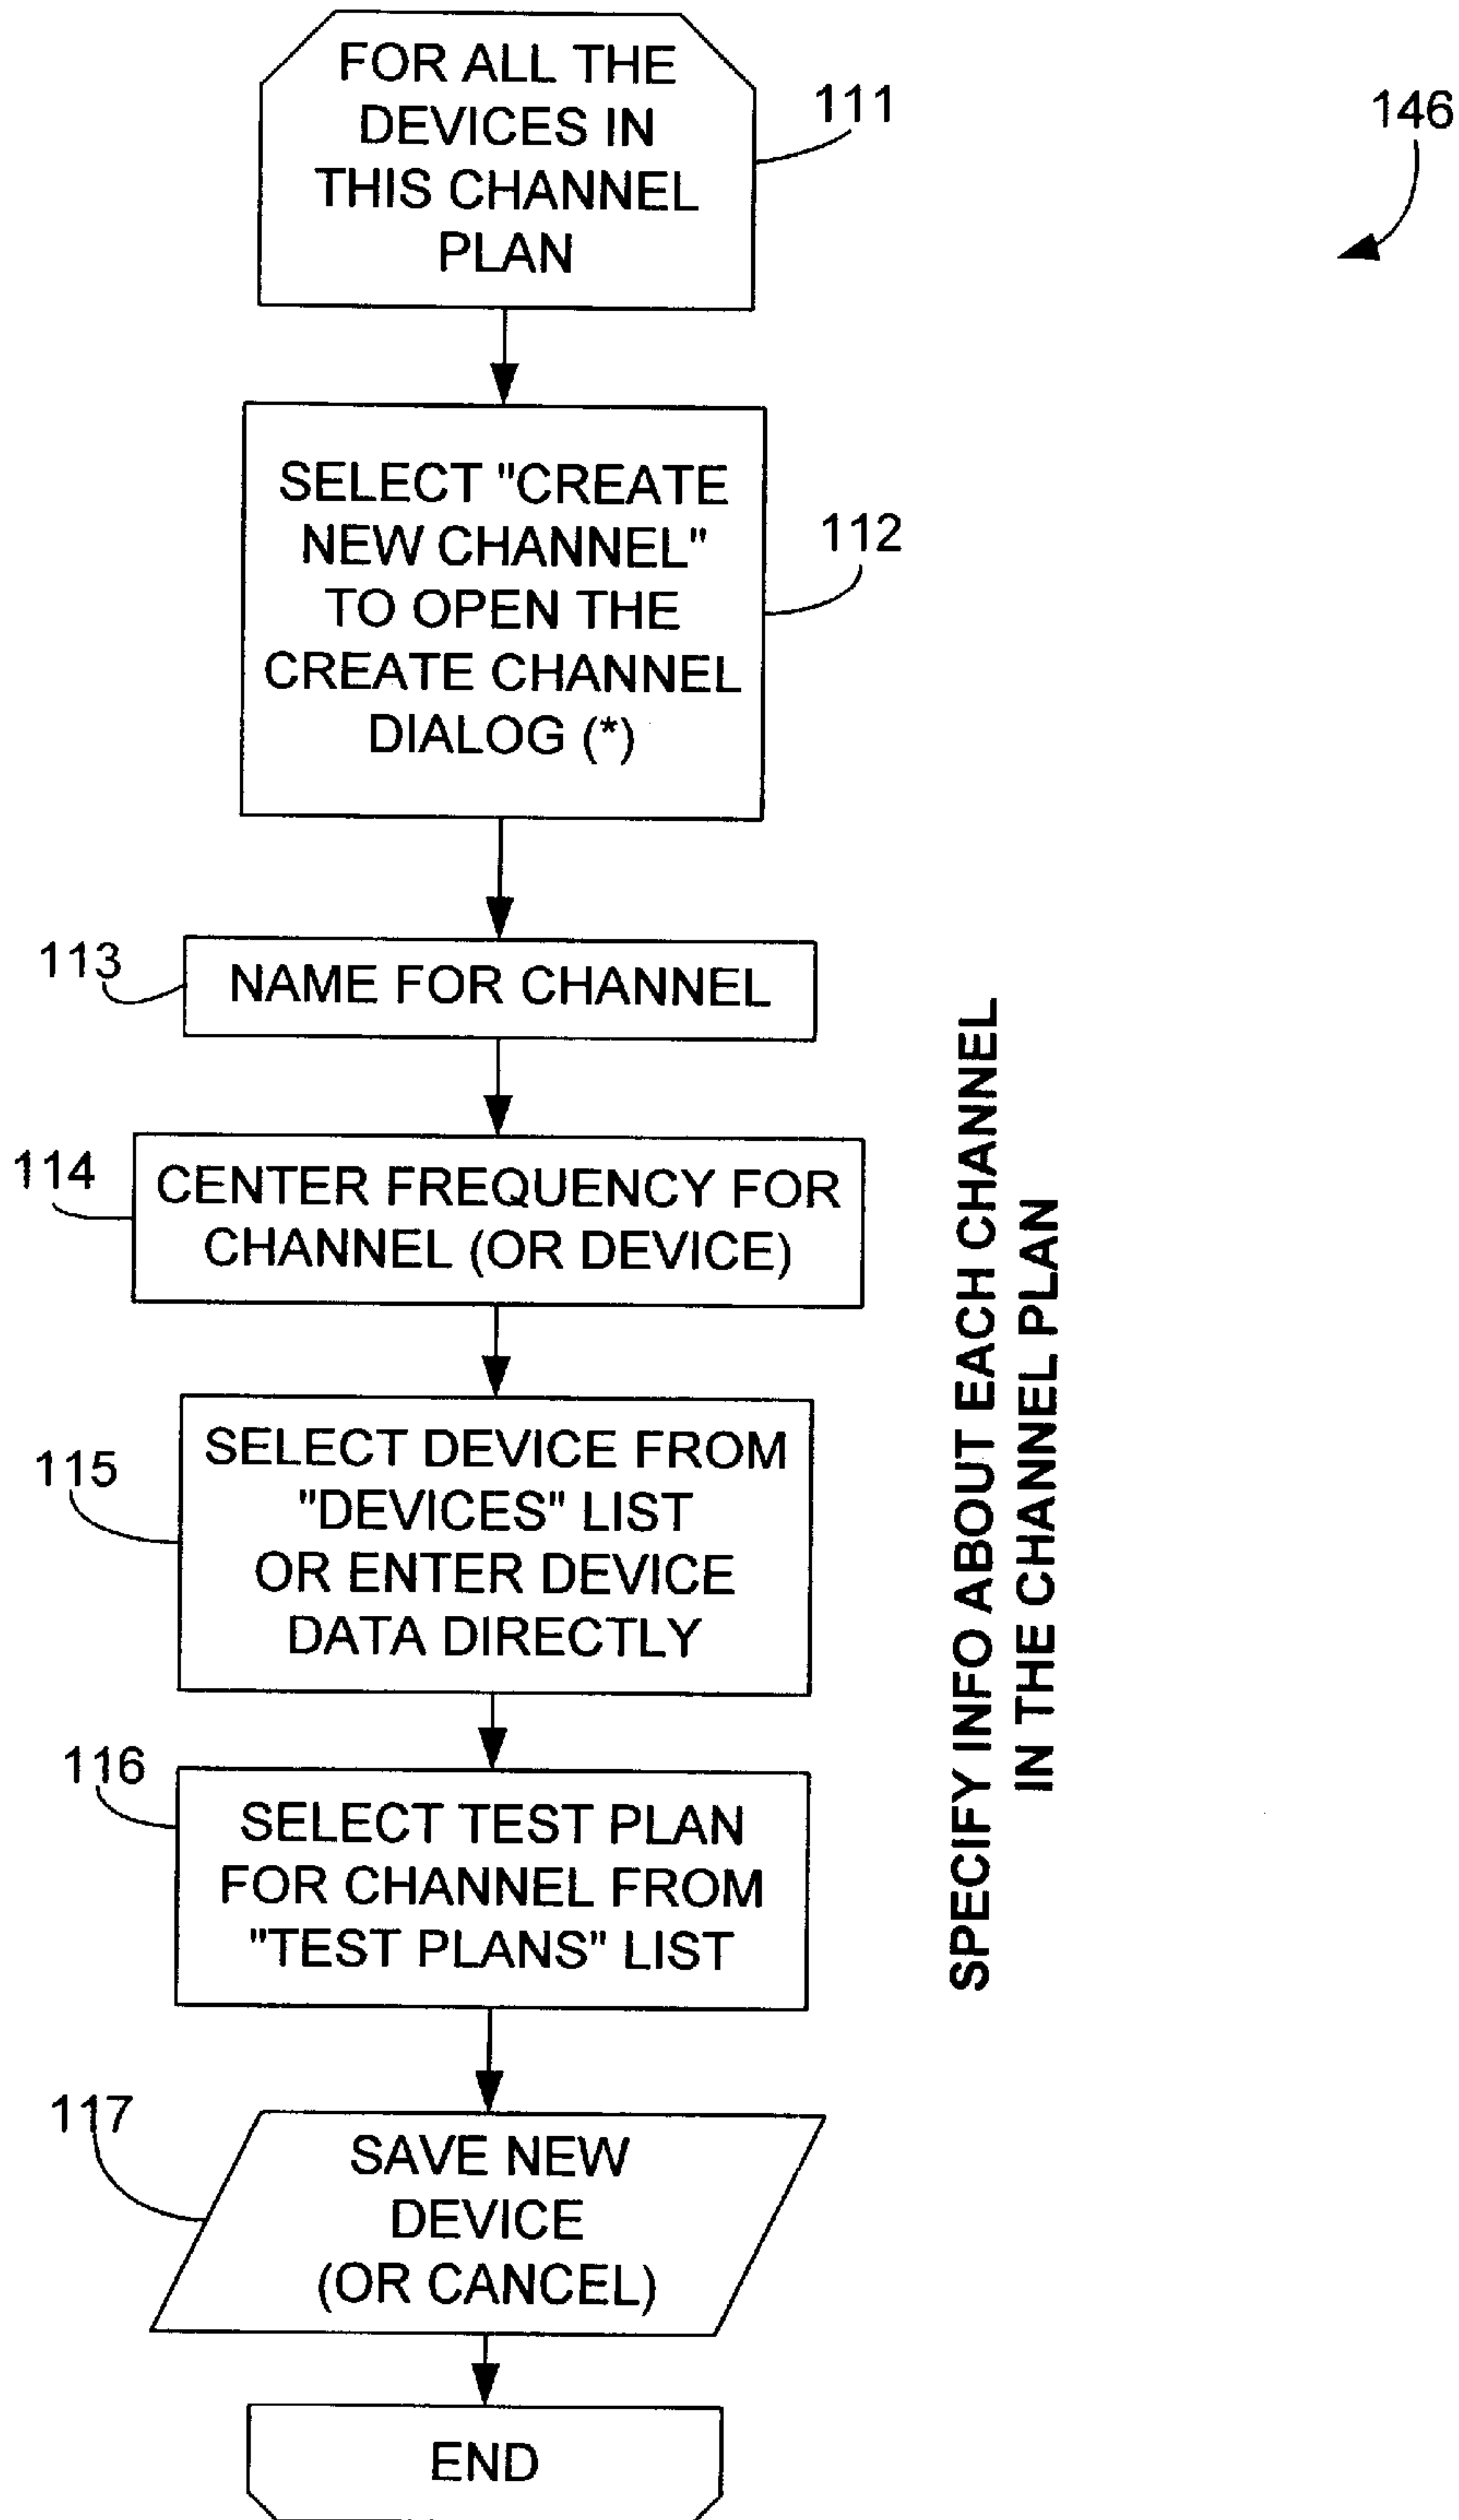 FOR ALL THE
DEVICES IN
THIS CHANNEL
PLAN
111
146
SELECT "CREATE
NEW CHANNEL"
TO OPEN THE
CREATE CHANNEL
DIALOG (*)
112
113
NAME FOR CHANNEL
114
CENTER FREQUENCY FOR
CHANNEL (OR DEVICE)
115
SELECT DEVICE FROM
"DEVICES" LIST
OR ENTER DEVICE
DATA DIRECTLY
116
SELECT TEST PLAN
FOR CHANNEL FROM
"TEST PLANS" LIST
117
SAVE NEW
DEVICE
(OR CANCEL)
END
SPECIFY INFO ABOUT EACH CHANNEL
IN THE CHANNEL PLAN